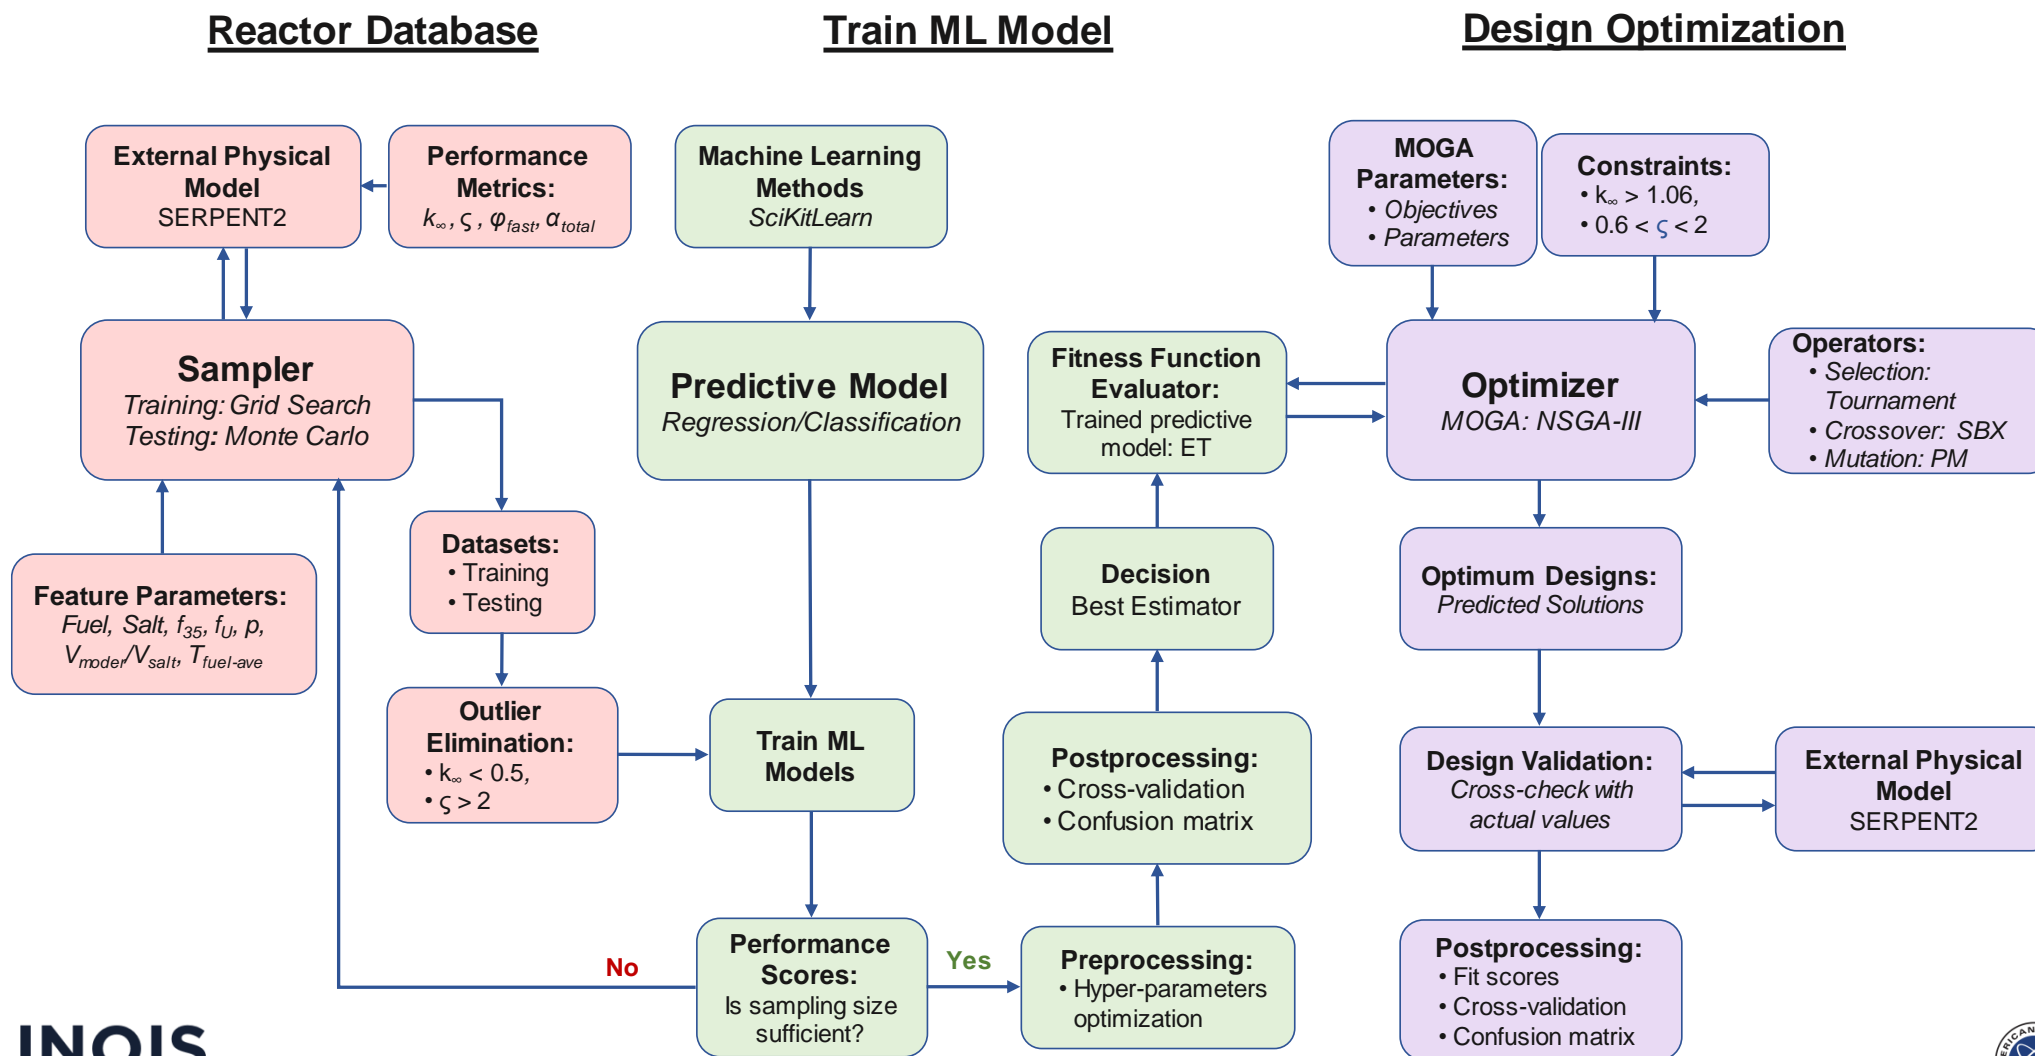 Reactor Database
Train ML Model
Design Optimization
External Physical
Model
SERPENT2
Performance
Metrics:
k∞, ς, φfast, αtotal
Sampler
Training: Grid Search
Testing: Monte Carlo
Feature Parameters:
Fuel, Salt, f35, fU, p,
Vmoder/Vsalt, Tfuel-ave
Datasets:
• Training
• Testing
Outlier
Elimination:
• k∞ < 0.5,
• ς > 2
Machine Learning
Methods
SciKitLearn
Predictive Model
Regression/Classification
Train ML
Models
Performance
Scores:
Is sampling size
sufficient?
No
Yes
Preprocessing:
• Hyper-parameters
optimization
Postprocessing:
• Cross-validation
• Confusion matrix
Decision
Best Estimator
Fitness Function
Evaluator:
Trained predictive
model: ET
MOGA
Parameters:
• Objectives
• Parameters
Constraints:
• k∞ > 1.06,
• 0.6 < ς < 2
Optimizer
MOGA: NSGA-III
Operators:
• Selection:
Tournament
• Crossover: SBX
• Mutation: PM
Optimum Designs:
Predicted Solutions
Design Validation:
Cross-check with
actual values
External Physical
Model
SERPENT2
Postprocessing:
• Fit scores
• Cross-validation
• Confusion matrix
INOIS